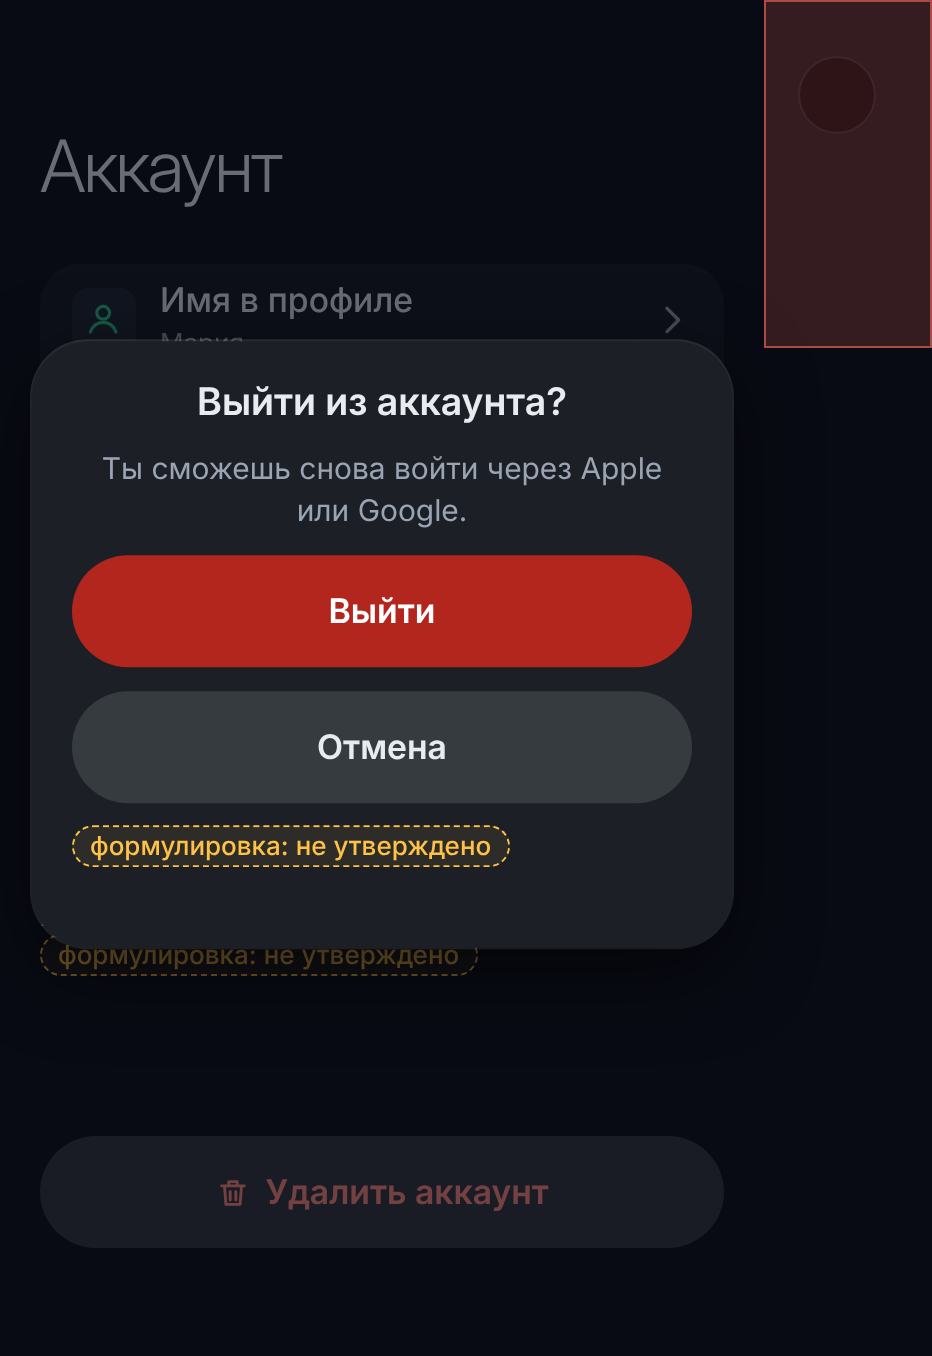 Аккаунт
Имя в профиле
Мария
Выйти из аккаунта?
Ты сможешь снова войти через Apple
или Google.
Выйти
Отмена
формулировка: не утверждено
формулировка: не утверждено
Удалить аккаунт